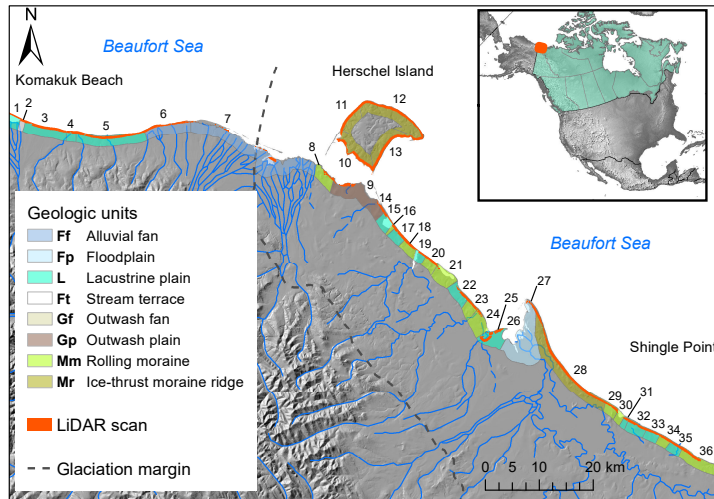 N
Beaufort Sea
Komakuk Beach
Herschel Island
1 2 3 4 5 6 7
11 12
10 13
8 9
14
15 16
17 18
19 20
21
22
23
24 25
26 27
Beaufort Sea
Shingle Point
28
29 31
30 32 33 34
35 36
Geologic units
Ff Alluvial fan
Fp Floodplain
L Lacustrine plain
Ft Stream terrace
Gf Outwash fan
Gp Outwash plain
Mm Rolling moraine
Mr Ice-thrust moraine ridge
LiDAR scan
Glaciation margin
0 5 10 20 km